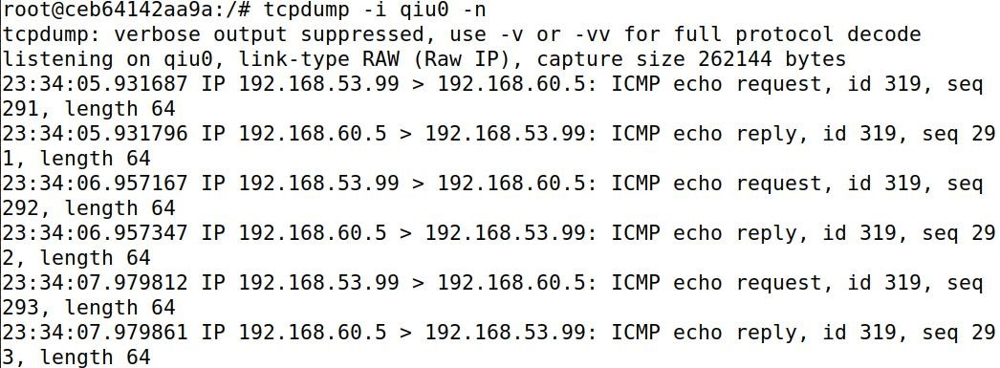 root@ceb64142aa9a:/# tcpdump -i qiu0 -n
tcpdump: verbose output suppressed, use -v or -vv for full protocol decode
listening on qiu0, link-type RAW (Raw IP), capture size 262144 bytes
23:34:05.931687 IP 192.168.53.99 > 192.168.60.5: ICMP echo request, id 319, seq
291, length 64
23:34:05.931796 IP 192.168.60.5 > 192.168.53.99: ICMP echo reply, id 319, seq 29
1, length 64
23:34:06.957167 IP 192.168.53.99 > 192.168.60.5: ICMP echo request, id 319, seq
292, length 64
23:34:06.957347 IP 192.168.60.5 > 192.168.53.99: ICMP echo reply, id 319, seq 29
2, length 64
23:34:07.979812 IP 192.168.53.99 > 192.168.60.5: ICMP echo request, id 319, seq
293, length 64
23:34:07.979861 IP 192.168.60.5 > 192.168.53.99: ICMP echo reply, id 319, seq 29
3, length 64